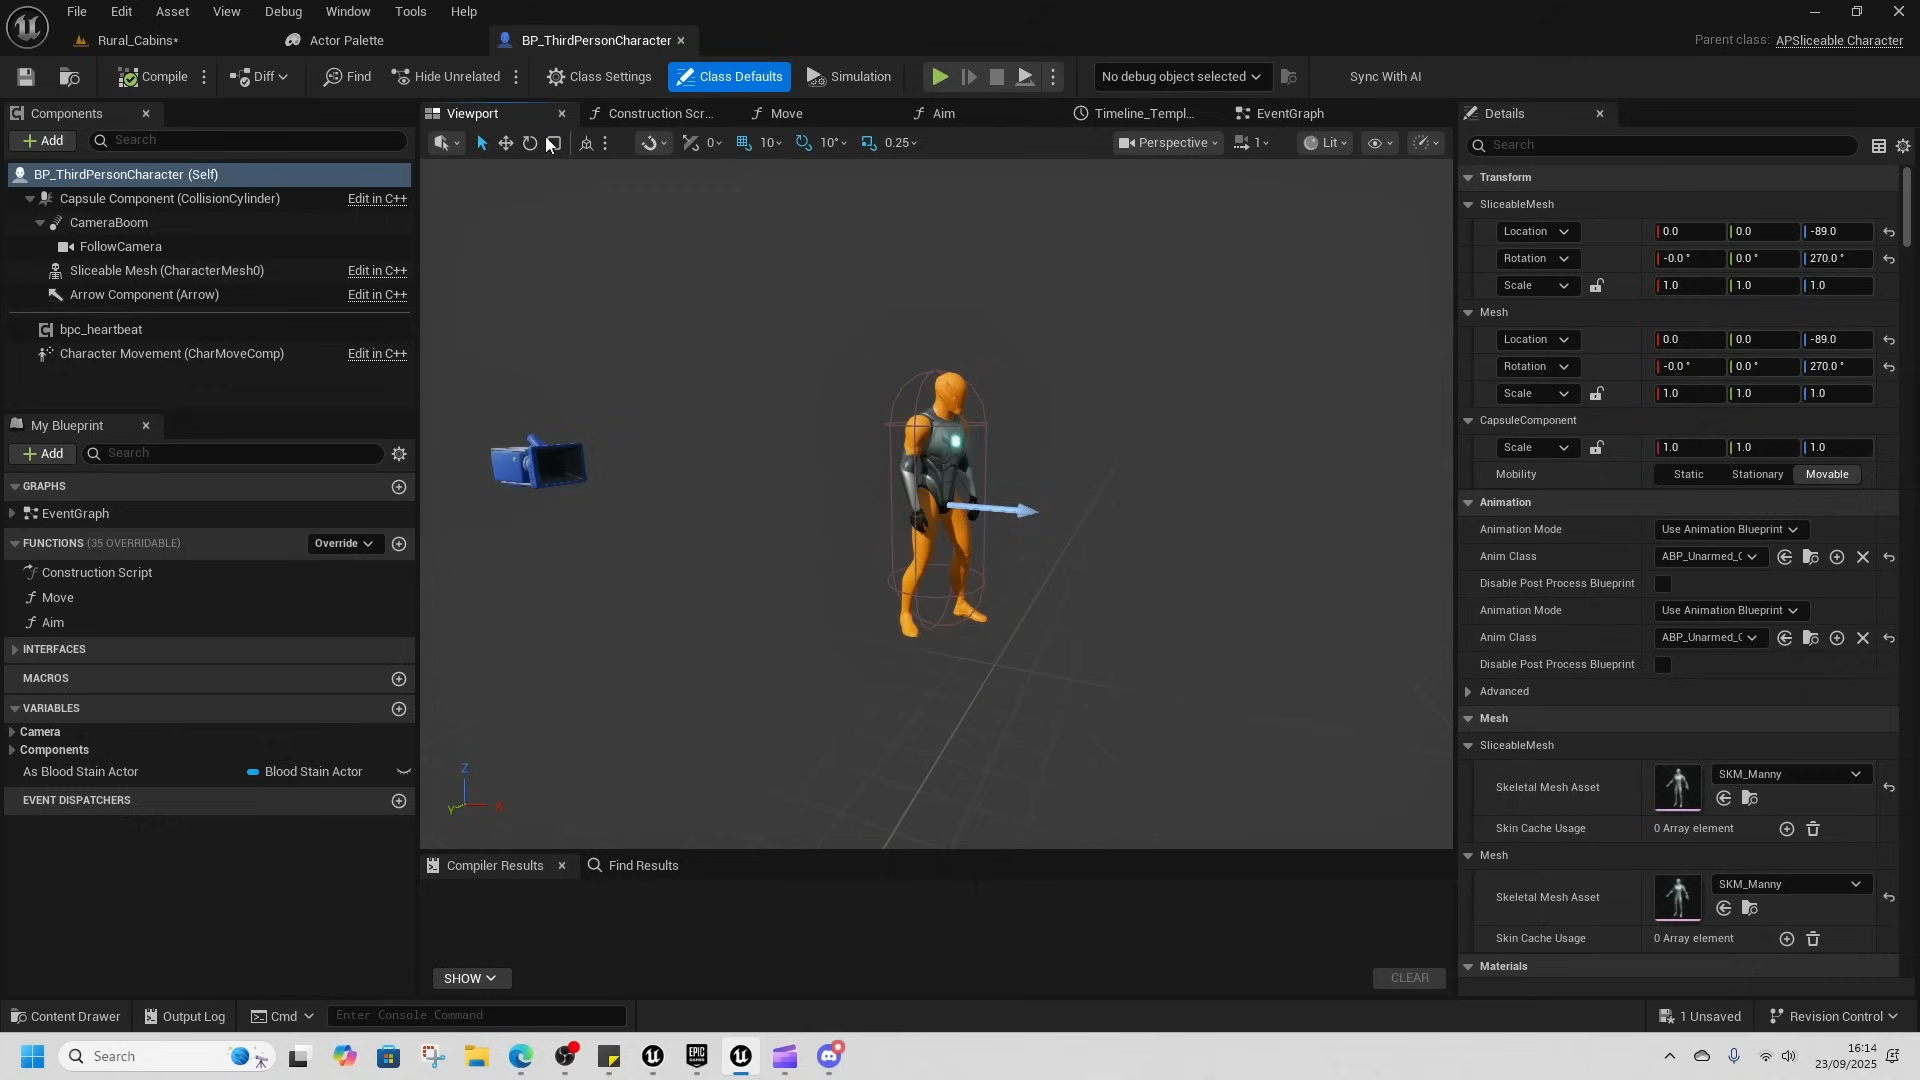 File Edit Asset View Debug Window Tools Help
Rural_Cabins* Actor Palette BP_ThirdPersonCharacter Parent class: APSliceable Character
Compile Diff Find Hide Unrelated Class Settings Class Defaults Simulation No debug object selected Sync With AI
Components Viewport Construction Scr... Move Aim Timeline_Templ... EventGraph Details
Add Search 0 10 10° 0.25 Perspective 1 Lit Search
BP_ThirdPersonCharacter (Self)
Capsule Component (CollisionCylinder) Edit in C++
CameraBoom
FollowCamera
Sliceable Mesh (CharacterMesh0) Edit in C++
Arrow Component (Arrow) Edit in C++
bpc_heartbeat
Character Movement (CharMoveComp) Edit in C++
My Blueprint
Add Search
GRAPHS
EventGraph
FUNCTIONS (35 OVERRIDABLE) Override
Construction Script
Move
Aim
INTERFACES
MACROS
VARIABLES
Camera
Components
As Blood Stain Actor Blood Stain Actor
EVENT DISPATCHERS
Z
Y X
Compiler Results Find Results
SHOW CLEAR
Transform
SliceableMesh
Location 0.0 0.0 -89.0
Rotation -0.0 ° 0.0 ° 270.0 °
Scale 1.0 1.0 1.0
Mesh
Location 0.0 0.0 -89.0
Rotation -0.0 ° 0.0 ° 270.0 °
Scale 1.0 1.0 1.0
CapsuleComponent
Scale 1.0 1.0 1.0
Mobility Static Stationary Movable
Animation
Animation Mode Use Animation Blueprint
Anim Class ABP_Unarmed_C
Disable Post Process Blueprint
Animation Mode Use Animation Blueprint
Anim Class ABP_Unarmed_C
Disable Post Process Blueprint
Advanced
Mesh
SliceableMesh
SKM_Manny
Skeletal Mesh Asset
Skin Cache Usage 0 Array element
Mesh
SKM_Manny
Skeletal Mesh Asset
Skin Cache Usage 0 Array element
Materials
Content Drawer Output Log Cmd Enter Console Command 1 Unsaved Revision Control
Search EPIC GAMES 16:14
23/09/2025